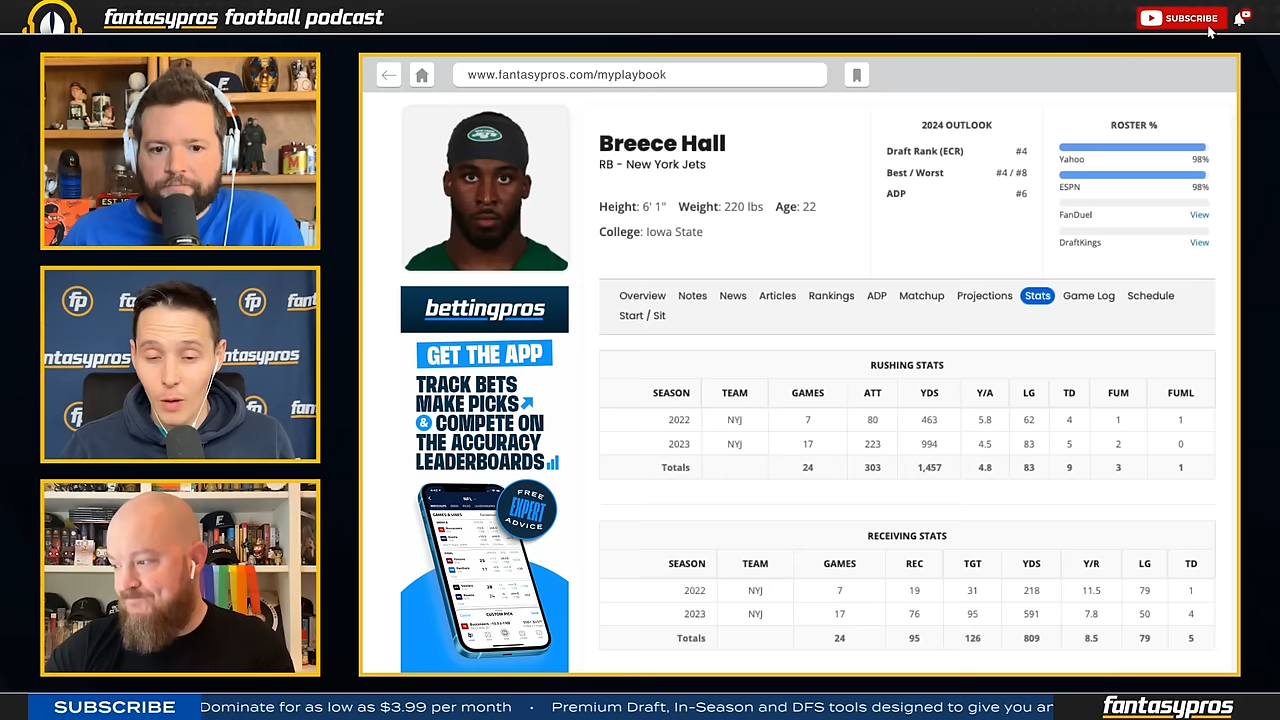 fantasypros football podcast
SUBSCRIBE
www.fantasypros.com/myplaybook
Breece Hall
RB - New York Jets
Height: 6' 1" Weight: 220 lbs Age: 22
College: Iowa State
2024 OUTLOOK
Draft Rank (ECR) #4
Best / Worst #4 / #8
ADP #6
ROSTER %
Yahoo 98%
ESPN 98%
FanDuel View
DraftKings View
Overview Notes News Articles Rankings ADP Matchup Projections Stats Game Log Schedule
Start / Sit
RUSHING STATS
SEASON TEAM GAMES ATT YDS Y/A LG TD FUM FUML
2022 NYJ 7 80 463 5.8 62 4 1 1
2023 NYJ 17 223 994 4.5 83 5 2 0
Totals 24 303 1,457 4.8 83 9 3 1
RECEIVING STATS
SEASON TEAM GAMES REC TGT YDS Y/R LG TD
2022 NYJ 7 19 31 218 11.5 79 1
2023 NYJ 17 76 95 591 7.8 50 4
Totals 24 95 126 809 8.5 79 5
bettingpros
GET THE APP
TRACK BETS
MAKE PICKS
& COMPETE ON
THE ACCURACY
LEADERBOARDS
FREE
EXPERT
ADVICE
fp
fp
ntasypros
ntasypros
SUBSCRIBE
Dominate for as low as $3.99 per month • Premium Draft, In-Season and DFS tools designed to give you an
fantasypros